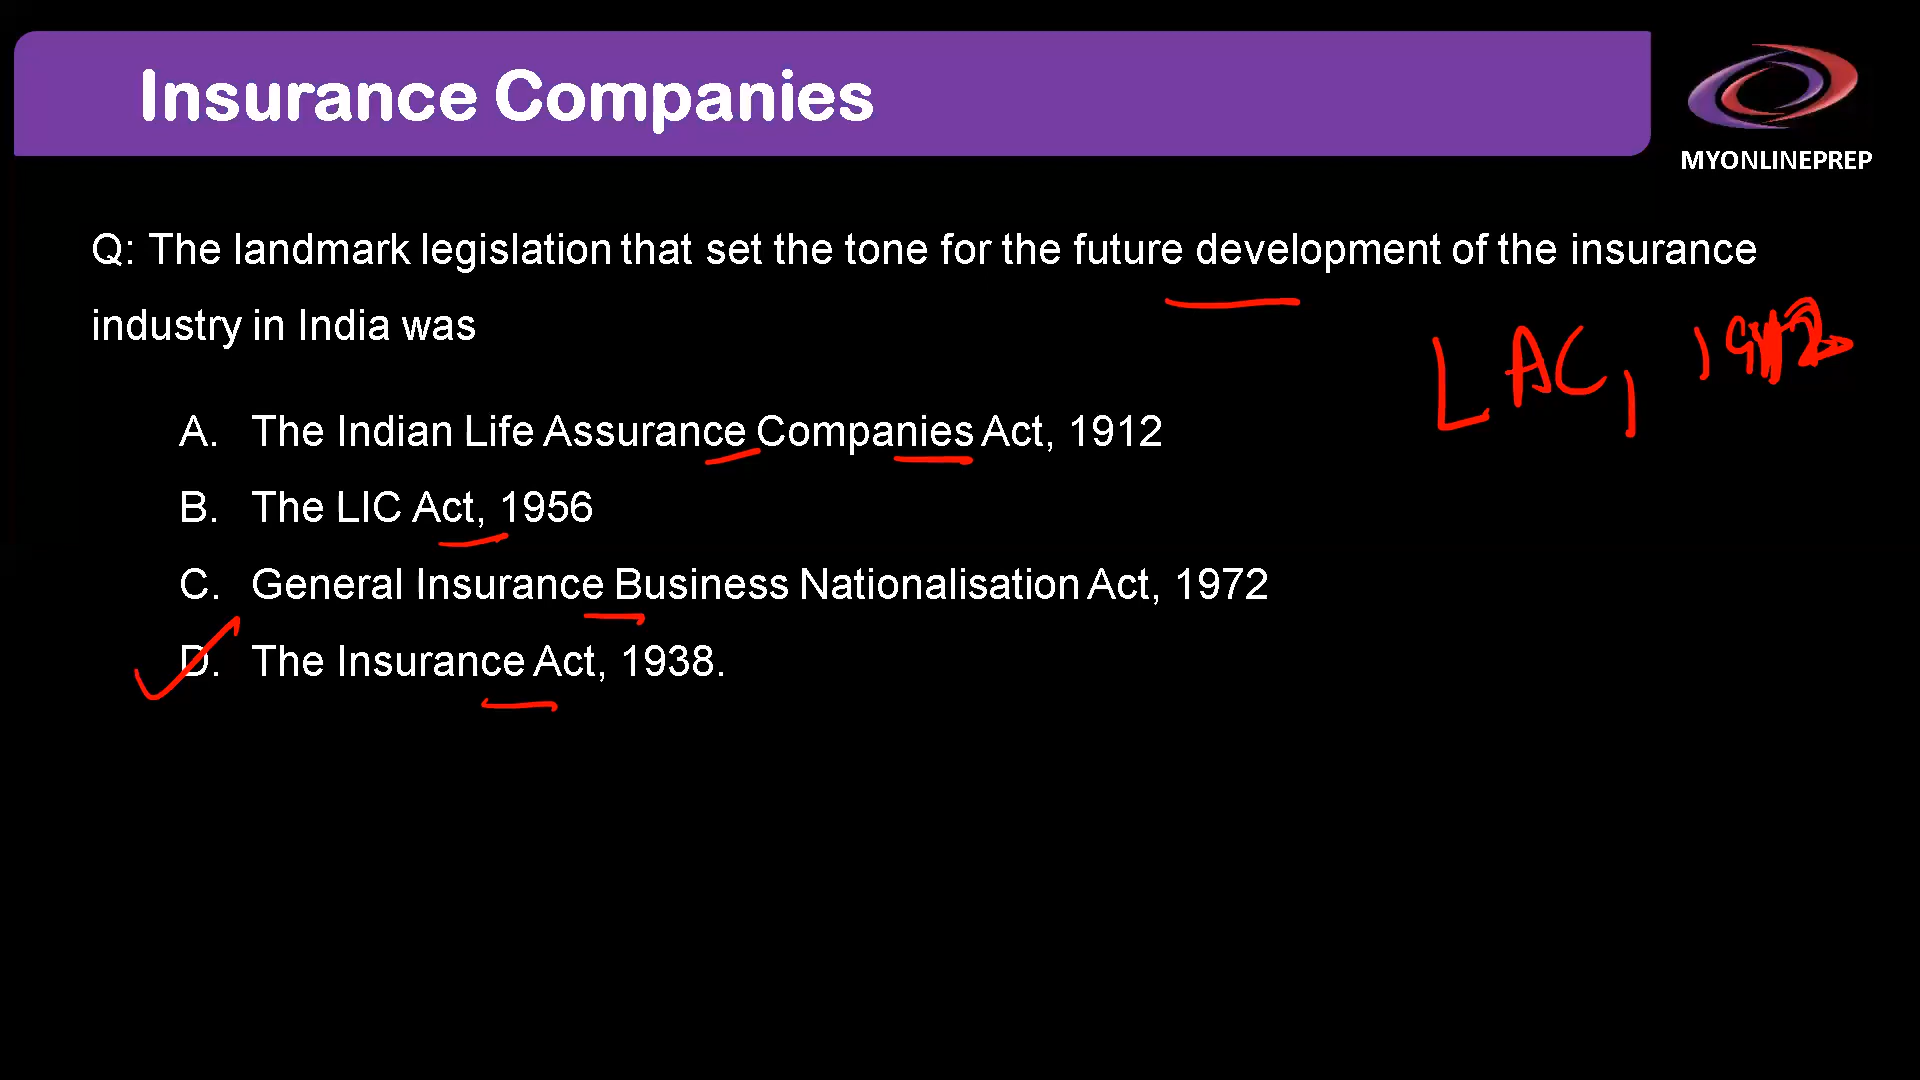 Insurance Companies
MYONLINEPREP
Q: The landmark legislation that set the tone for the future development of the insurance
industry in India was
LAC, 1912
A. The Indian Life Assurance Companies Act, 1912
B. The LIC Act, 1956
C. General Insurance Business Nationalisation Act, 1972
D. The Insurance Act, 1938.